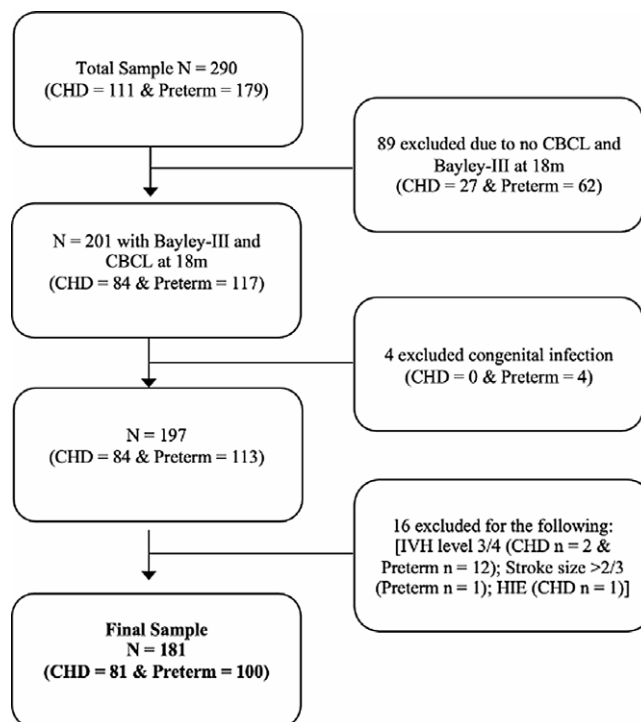 Total Sample N = 290
(CHD = 111 & Preterm = 179)
89 excluded due to no CBCL and
Bayley-III at 18m
(CHD = 27 & Preterm = 62)
N = 201 with Bayley-III and
CBCL at 18m
(CHD = 84 & Preterm = 117)
4 excluded congenital infection
(CHD = 0 & Preterm = 4)
N = 197
(CHD = 84 & Preterm = 113)
16 excluded for the following:
[IVH level 3/4 (CHD n = 2 &
Preterm n = 12); Stroke size >2/3
(Preterm n = 1); HIE (CHD n = 1)]
Final Sample
N = 181
(CHD = 81 & Preterm = 100)